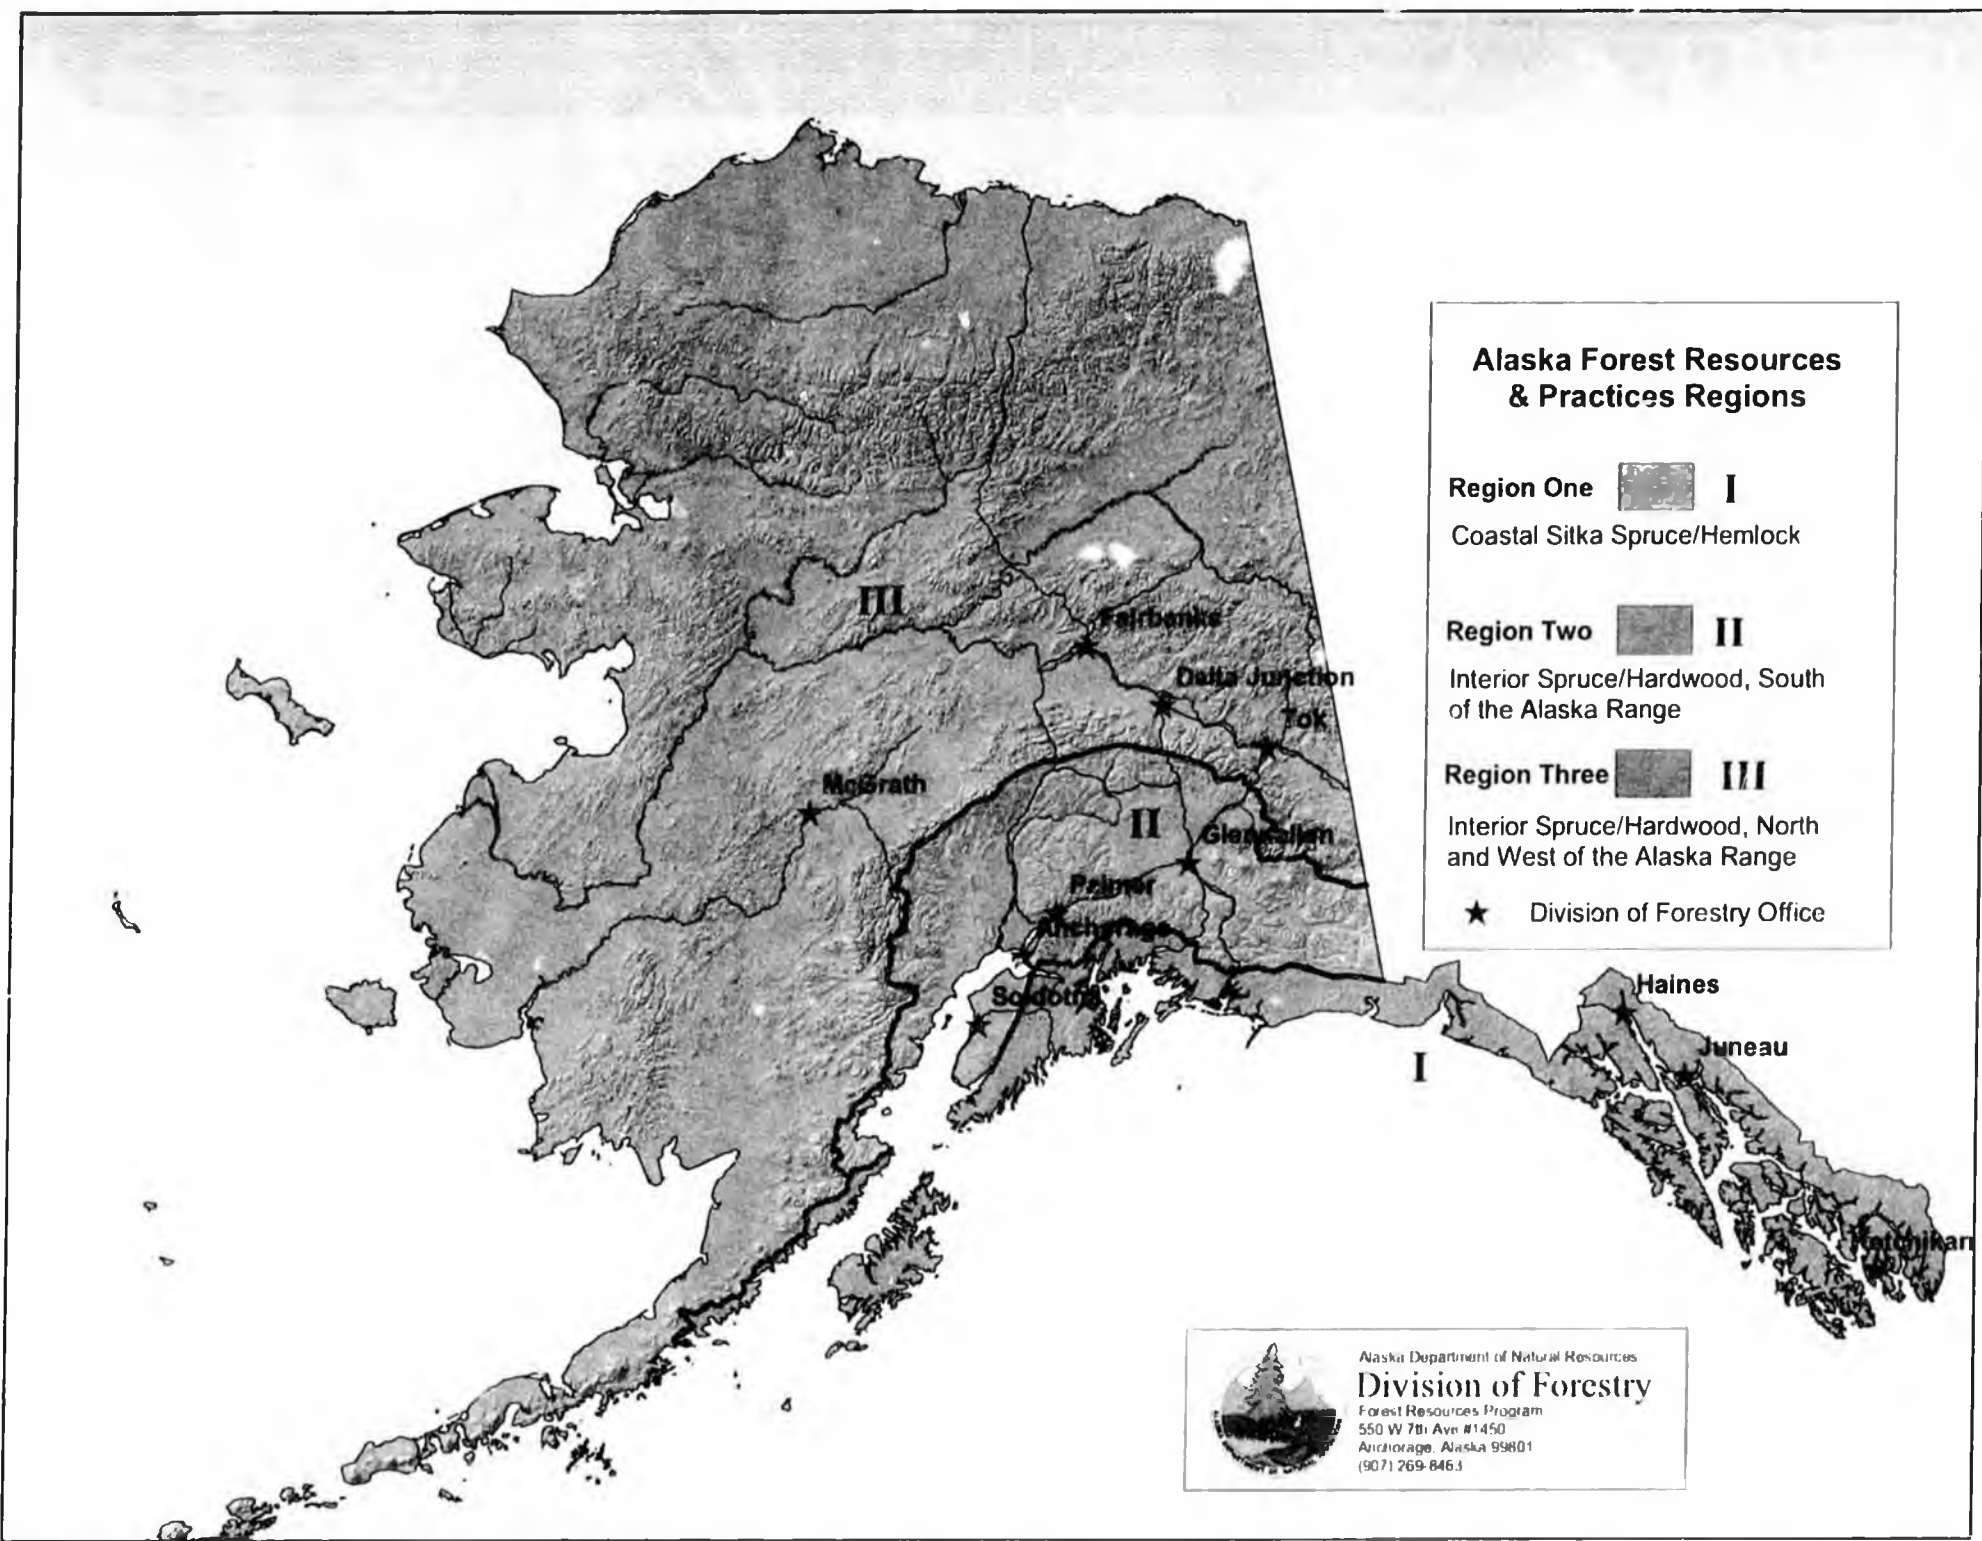 Alaska Forest Resources
& Practices Regions
Region One I
Coastal Sitka Spruce/Hemlock
Region Two II
Interior Spruce/Hardwood, South
of the Alaska Range
Region Three III
Interior Spruce/Hardwood, North
and West of the Alaska Range
★ Division of Forestry Office
III
Fairbanks
Delta Junction
Tok
McGrath
II
Glennallen
Palmer
Anchorage
Soldotna
Haines
Juneau
I
Ketchikan
Alaska Department of Natural Resources
Division of Forestry
Forest Resources Program
550 W 7th Ave #1450
Anchorage, Alaska 99801
(907) 269-8463